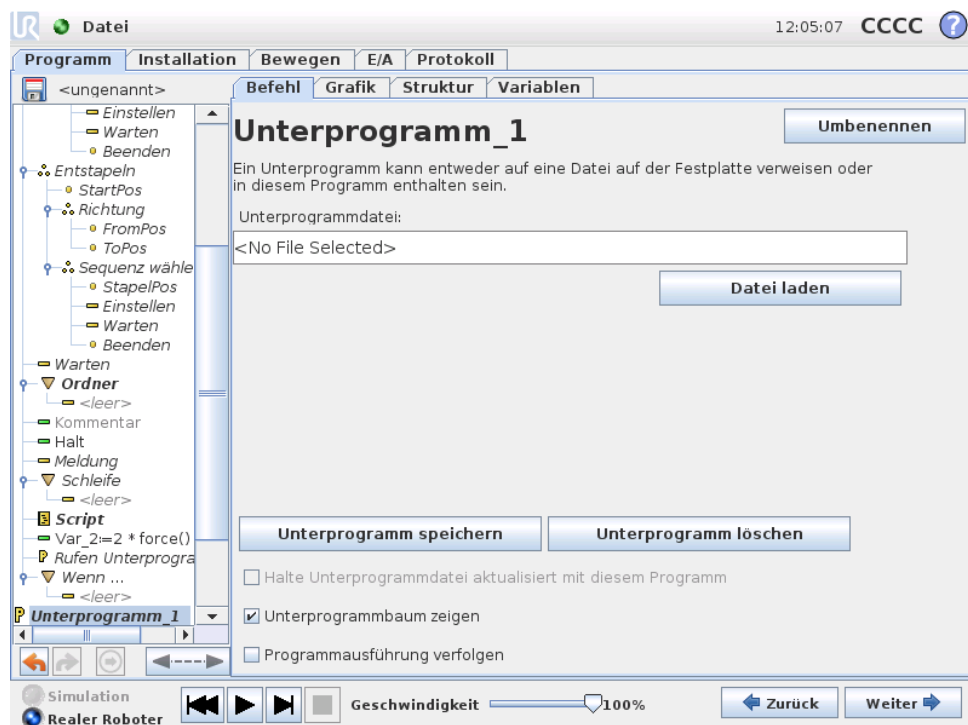 UR Datei 12:05:07 CCCC ?
Programm Installation Bewegen E/A Protokoll
<ungenannt>
Befehl Grafik Struktur Variablen
Einstellen
Warten
Beenden
Entstapeln
StartPos
Richtung
FromPos
ToPos
Sequenz wähle
StapelPos
Einstellen
Warten
Beenden
Warten
Ordner
<leer>
Kommentar
Halt
Meldung
Schleife
<leer>
Script
Var_2≔2 * force()
P Rufen Unterprogra
Wenn ...
<leer>
P Unterprogramm_1
Unterprogramm_1
Umbenennen
Ein Unterprogramm kann entweder auf eine Datei auf der Festplatte verweisen oder
in diesem Programm enthalten sein.
Unterprogrammdatei:
<No File Selected>
Datei laden
Unterprogramm speichern Unterprogramm löschen
Halte Unterprogrammdatei aktualisiert mit diesem Programm
Unterprogrammbaum zeigen
Programmausführung verfolgen
Simulation
Realer Roboter
Geschwindigkeit 100%
Zurück Weiter